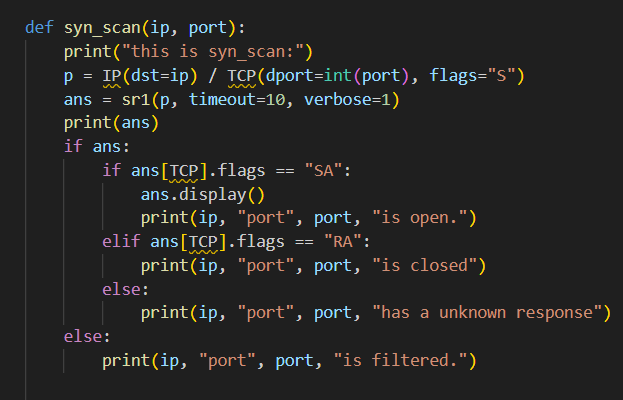 def syn_scan(ip, port):
    print("this is syn_scan:")
    p = IP(dst=ip) / TCP(dport=int(port), flags="S")
    ans = sr1(p, timeout=10, verbose=1)
    print(ans)
    if ans:
        if ans[TCP].flags == "SA":
            ans.display()
            print(ip, "port", port, "is open.")
        elif ans[TCP].flags == "RA":
            print(ip, "port", port, "is closed")
        else:
            print(ip, "port", port, "has a unknown response")
    else:
        print(ip, "port", port, "is filtered.")